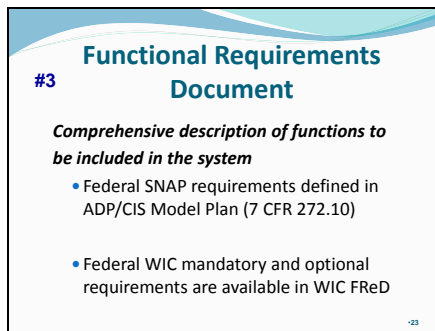 Functional Requirements
#3
Document
Comprehensive description of functions to
be included in the system
• Federal SNAP requirements defined in
ADP/CIS Model Plan (7 CFR 272.10)
• Federal WIC mandatory and optional
requirements are available in WIC FReD
•23